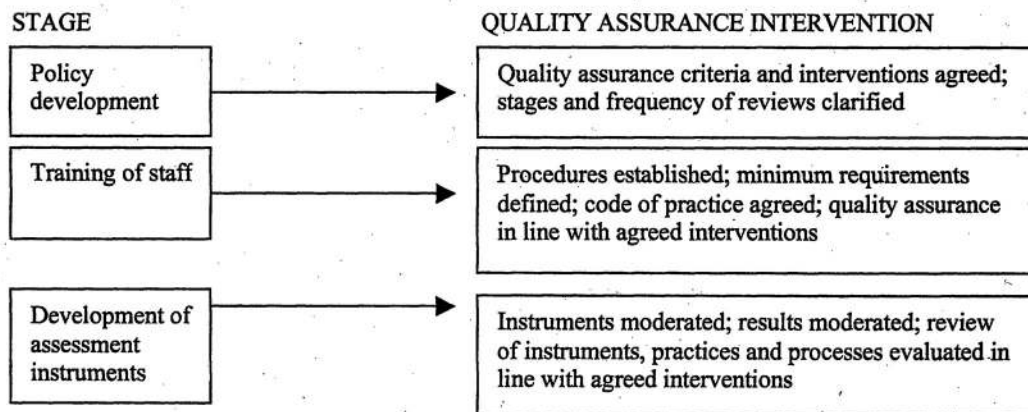 STAGE
QUALITY ASSURANCE INTERVENTION
Policy
development
Quality assurance criteria and interventions agreed;
stages and frequency of reviews clarified
Training of staff
Procedures established; minimum requirements
defined; code of practice agreed; quality assurance
in line with agreed interventions
Development of
assessment
instruments
Instruments moderated; results moderated; review
of instruments, practices and processes evaluated in
line with agreed interventions